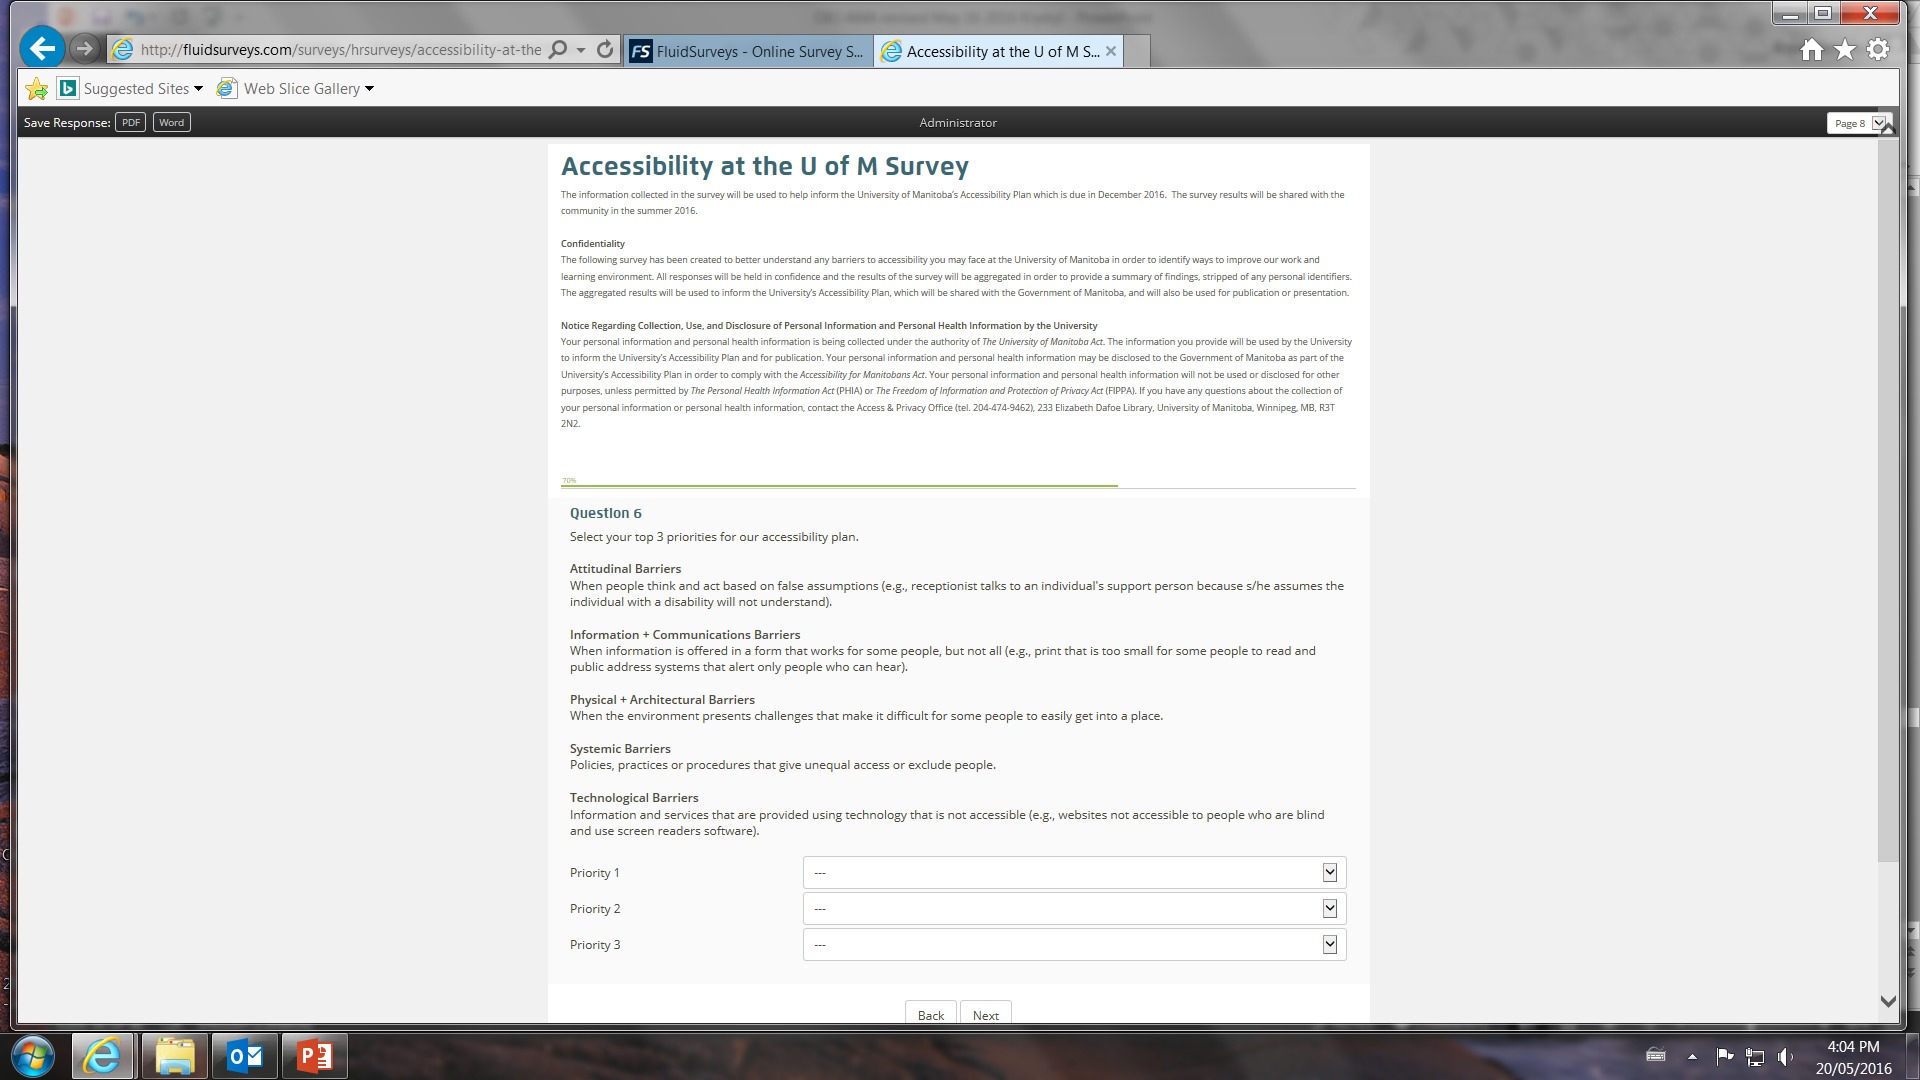 http://fluidsurveys.com/surveys/hrsurveys/accessibility-at-the
FS FluidSurveys - Online Survey S...
Accessibility at the U of M S...
Suggested Sites
Web Slice Gallery
Save Response: PDF Word
Administrator
Page 8
Accessibility at the U of M Survey
The information collected in the survey will be used to help inform the University of Manitoba's Accessibility Plan which is due in December 2016. The survey results will be shared with the
community in the summer 2016.
Confidentiality
The following survey has been created to better understand any barriers to accessibility you may face at the University of Manitoba in order to identify ways to improve our work and
learning environment. All responses will be held in confidence and the results of the survey will be aggregated in order to provide a summary of findings, stripped of any personal identifiers.
The aggregated results will be used to inform the University's Accessibility Plan, which will be shared with the Government of Manitoba, and will also be used for publication or presentation.
Notice Regarding Collection, Use, and Disclosure of Personal Information and Personal Health Information by the University
Your personal information and personal health information is being collected under the authority of The University of Manitoba Act. The information you provide will be used by the University
to inform the University's Accessibility Plan and for publication. Your personal information and personal health information may be disclosed to the Government of Manitoba as part of the
University's Accessibility Plan in order to comply with the Accessibility for Manitobans Act. Your personal information and personal health information will not be used or disclosed for other
purposes, unless permitted by The Personal Health Information Act (PHIA) or The Freedom of Information and Protection of Privacy Act (FIPPA). If you have any questions about the collection of
your personal information or personal health information, contact the Access & Privacy Office (tel. 204-474-9462), 233 Elizabeth Dafoe Library, University of Manitoba, Winnipeg, MB, R3T
2N2.
70%
Question 6
Select your top 3 priorities for our accessibility plan.
Attitudinal Barriers
When people think and act based on false assumptions (e.g., receptionist talks to an individual's support person because s/he assumes the
individual with a disability will not understand).
Information + Communications Barriers
When information is offered in a form that works for some people, but not all (e.g., print that is too small for some people to read and
public address systems that alert only people who can hear).
Physical + Architectural Barriers
When the environment presents challenges that make it difficult for some people to easily get into a place.
Systemic Barriers
Policies, practices or procedures that give unequal access or exclude people.
Technological Barriers
Information and services that are provided using technology that is not accessible (e.g., websites not accessible to people who are blind
and use screen readers software).
Priority 1 ---
Priority 2 ---
Priority 3 ---
Back Next
4:04 PM
20/05/2016